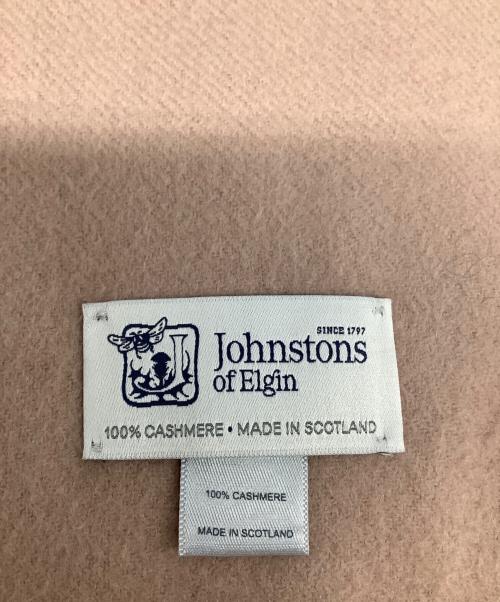 SINCE 1797
Johnstons
of Elgin
100% CASHMERE • MADE IN SCOTLAND
100% CASHMERE
MADE IN SCOTLAND